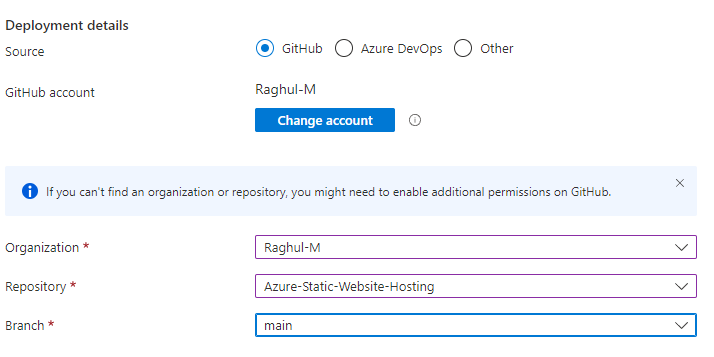 Deployment details
Source GitHub Azure DevOps Other
GitHub account Raghul-M
Change account
If you can't find an organization or repository, you might need to enable additional permissions on GitHub.
Organization * Raghul-M
Repository * Azure-Static-Website-Hosting
Branch * main